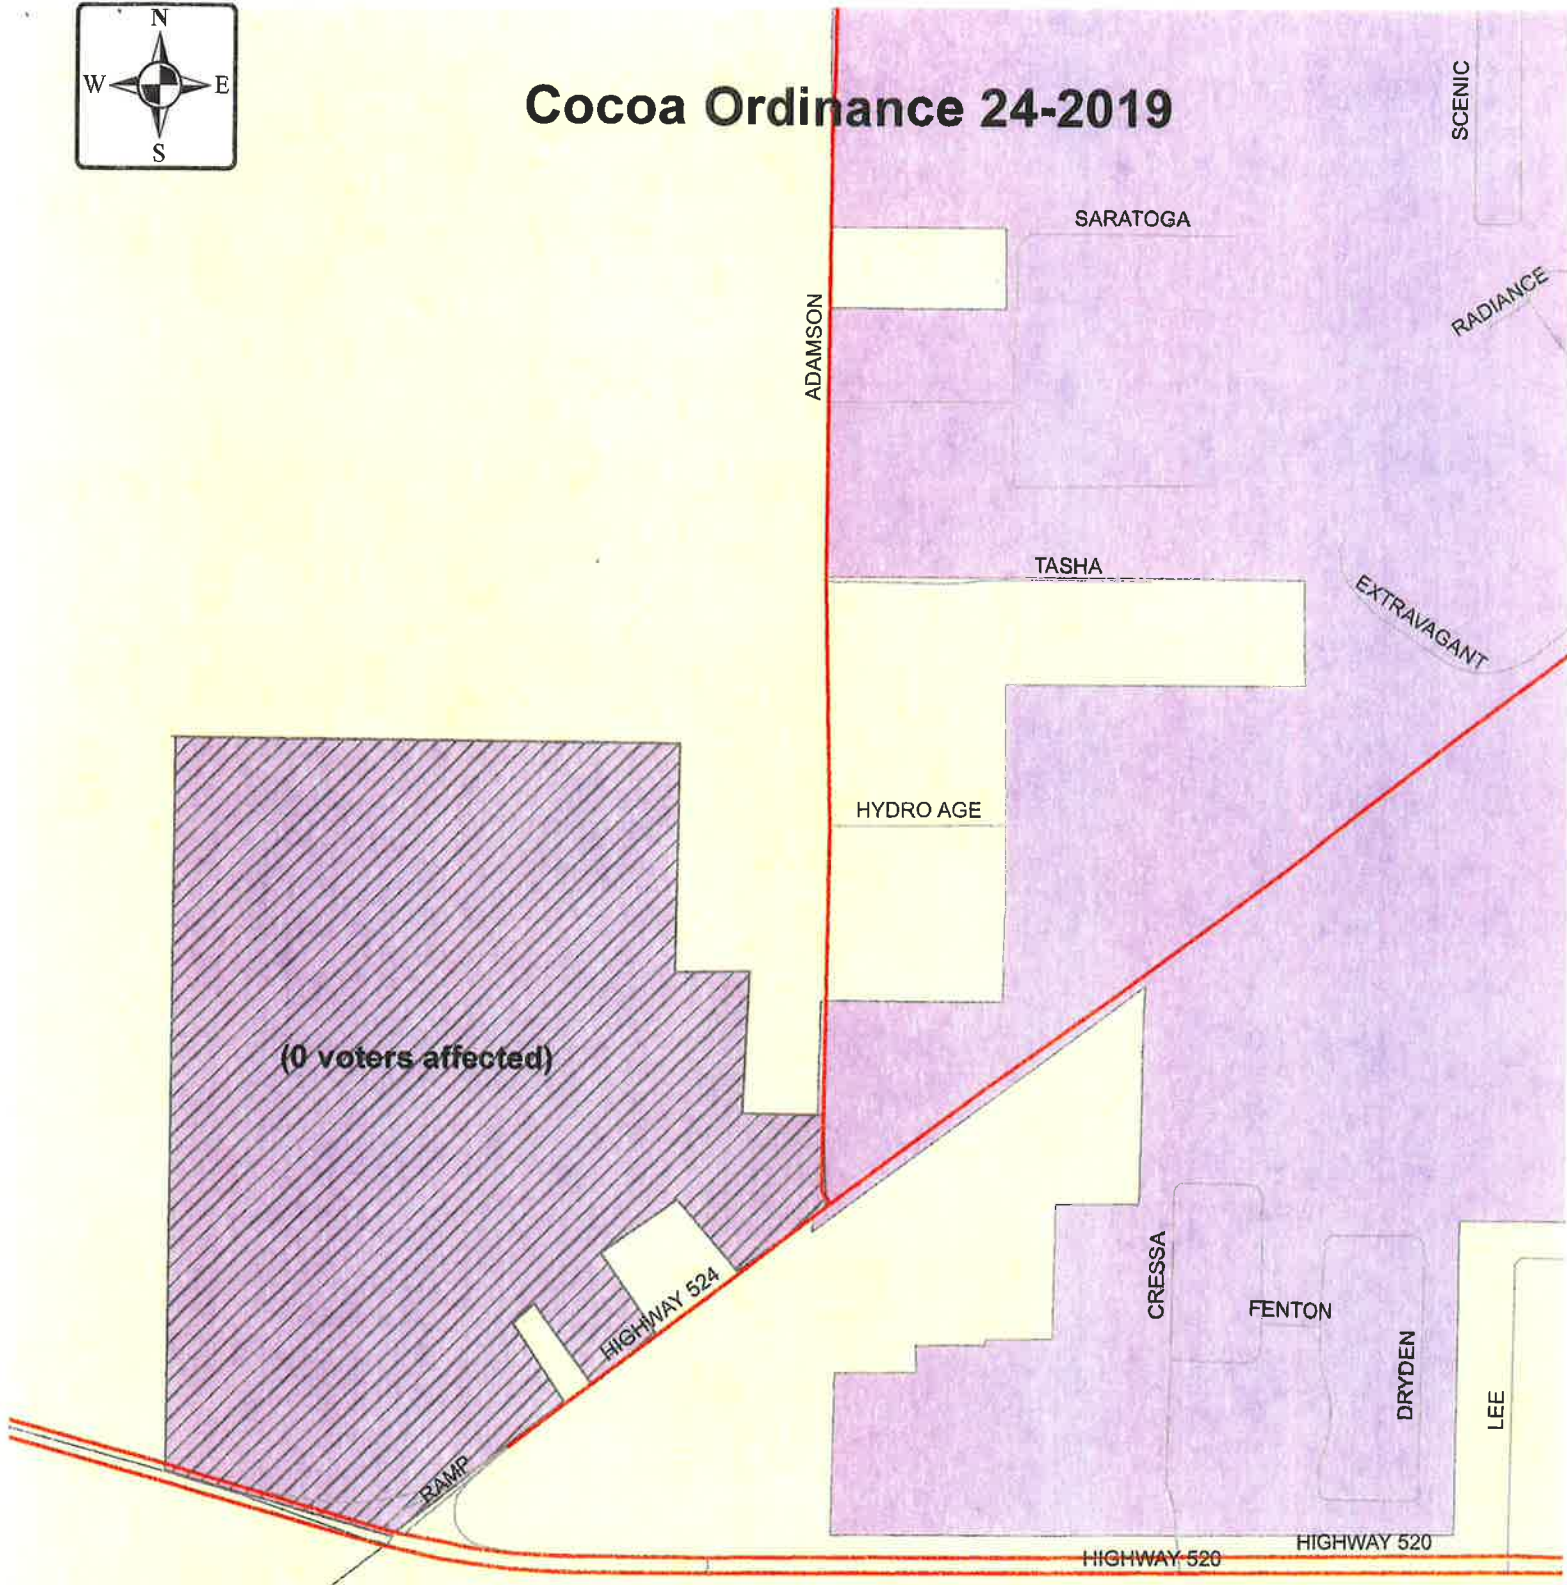 N
W E
S
Cocoa Ordinance 24-2019
SCENIC
SARATOGA
RADIANCE
ADAMSON
TASHA
EXTRAVAGANT
HYDRO AGE
(0 voters affected)
CRESSA
HIGHWAY 524
FENTON
DRYDEN
LEE
RAMP
HIGHWAY 520
HIGHWAY 520